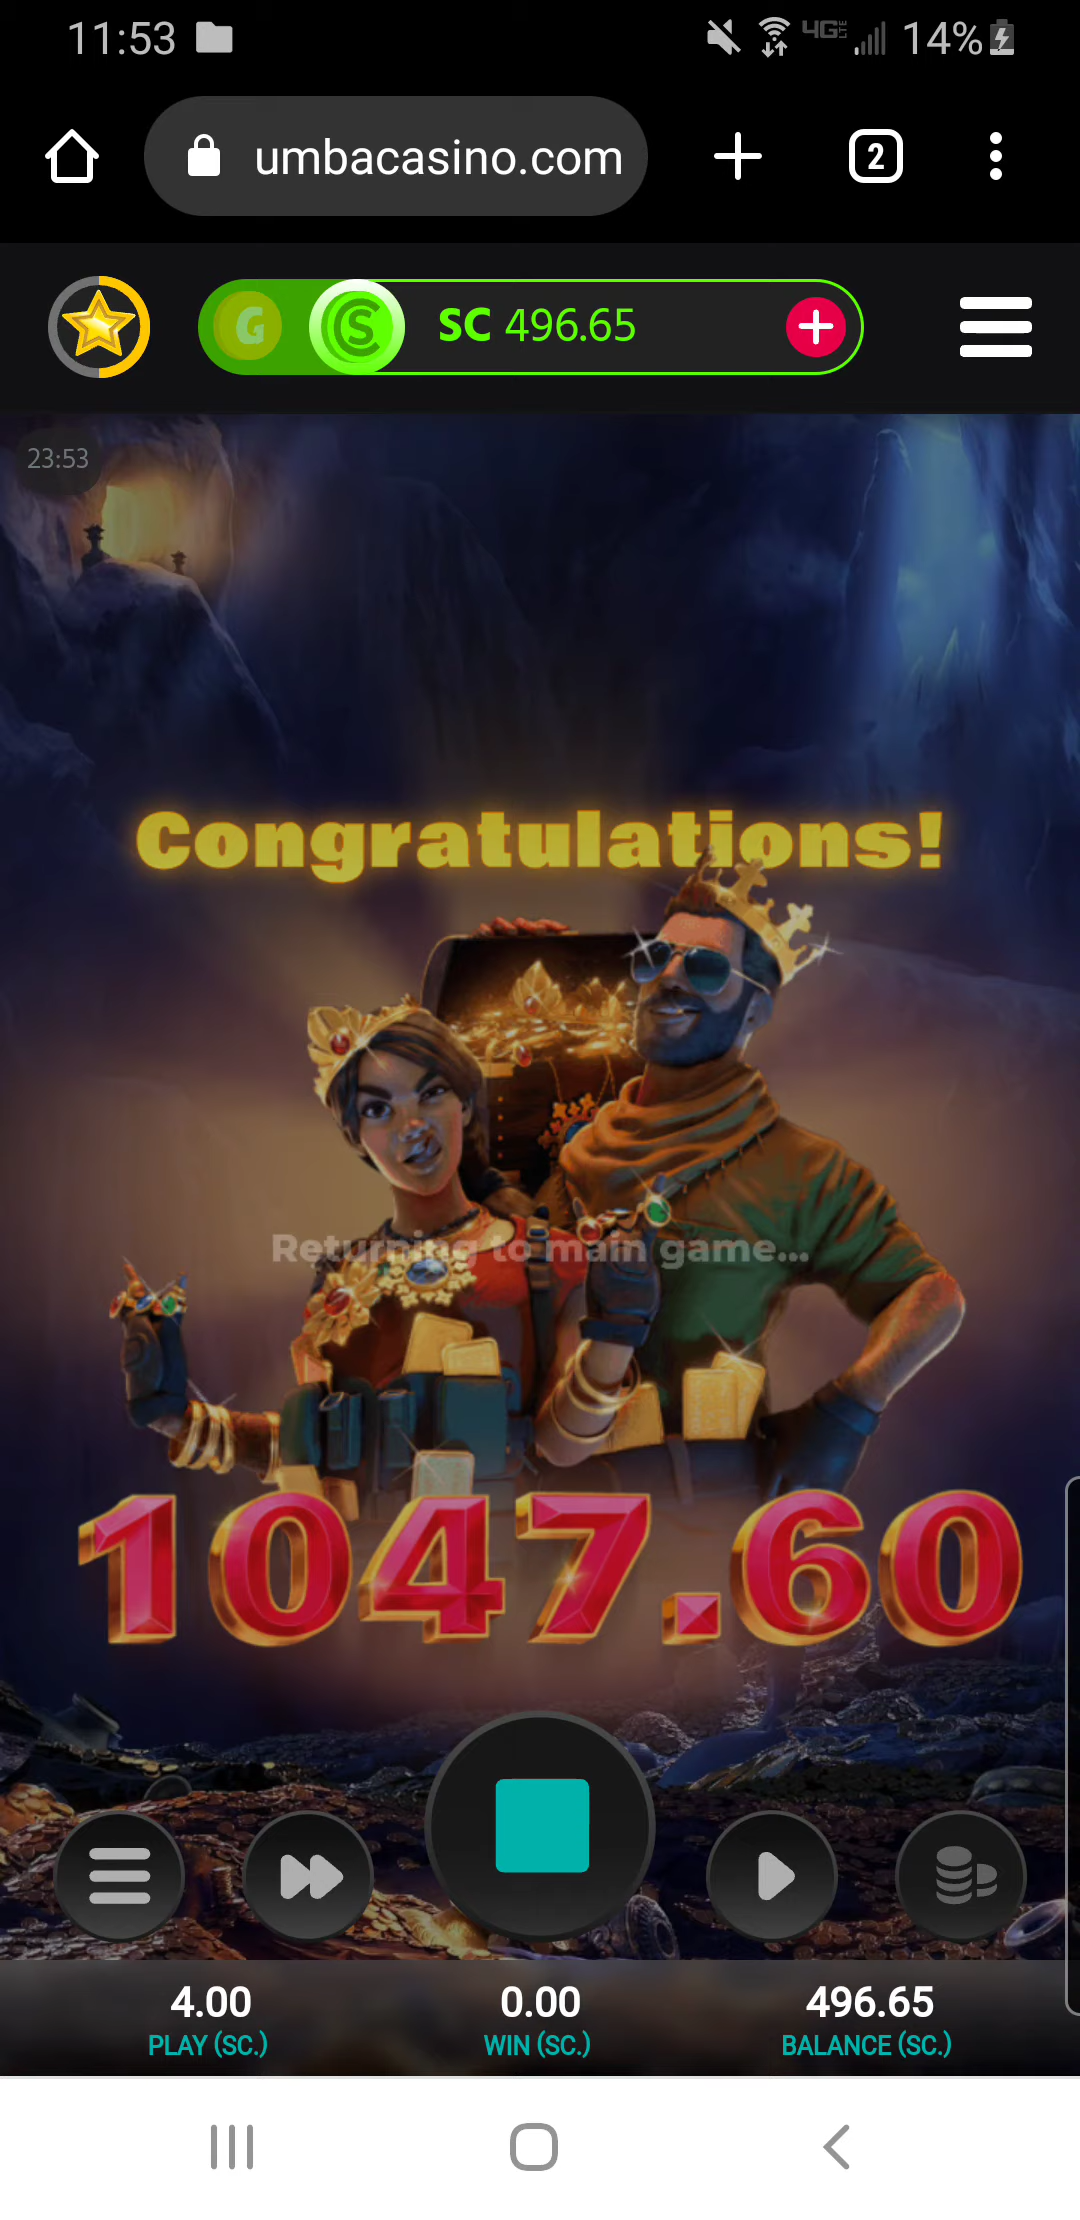 11:53
4G LTE
14%
umbacasino.com
2
G
S
SC 496.65
23:53
Congratulations!
Returning to main game...
1047.60
4.00
0.00
496.65
PLAY (SC.)
WIN (SC.)
BALANCE (SC.)